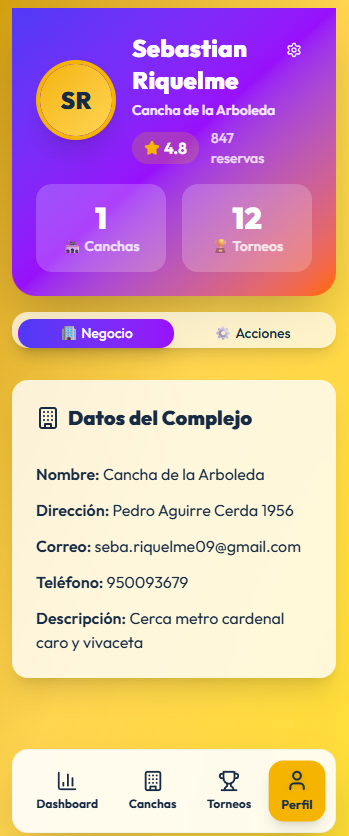 Sebastian
Riquelme
SR
Cancha de la Arboleda
4.8
847
reservas
1
Canchas
12
Torneos
Negocio
Acciones
Datos del Complejo
Nombre: Cancha de la Arboleda
Dirección: Pedro Aguirre Cerda 1956
Correo: seba.riquelme09@gmail.com
Teléfono: 950093679
Descripción: Cerca metro cardenal
caro y vivaceta
Dashboard
Canchas
Torneos
Perfil